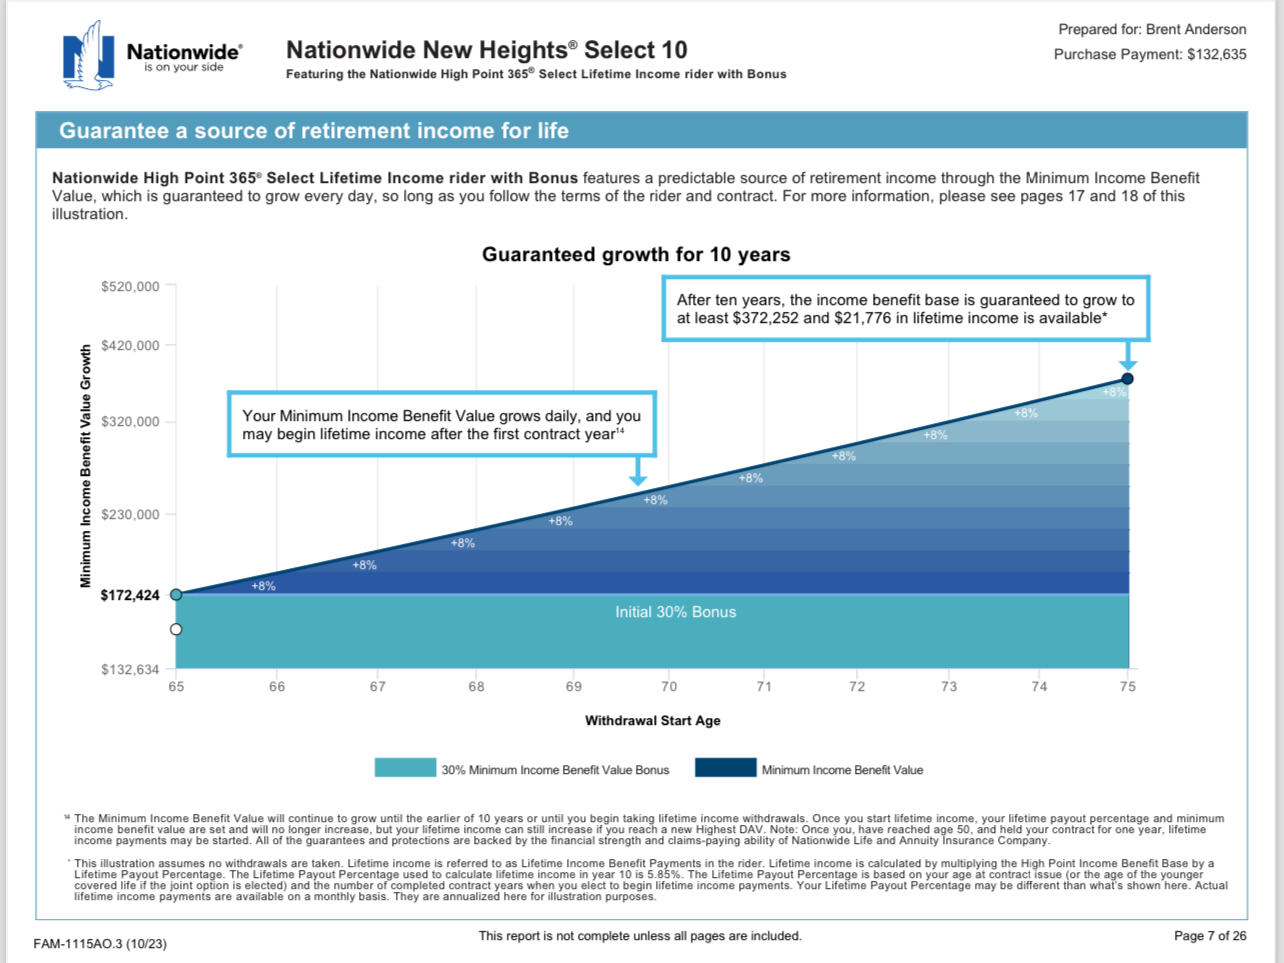 Nationwide®
is on your side
Nationwide New Heights® Select 10
Featuring the Nationwide High Point 365® Select Lifetime Income rider with Bonus
Prepared for: Brent Anderson
Purchase Payment: $132,635
Guarantee a source of retirement income for life
Nationwide High Point 365® Select Lifetime Income rider with Bonus features a predictable source of retirement income through the Minimum Income Benefit
Value, which is guaranteed to grow every day, so long as you follow the terms of the rider and contract. For more information, please see pages 17 and 18 of this
illustration.
Guaranteed growth for 10 years
After ten years, the income benefit base is guaranteed to grow to
at least $372,252 and $21,776 in lifetime income is available*
Your Minimum Income Benefit Value grows daily, and you
may begin lifetime income after the first contract year14
Minimum Income Benefit Value Growth
$520,000
$420,000
$320,000
$230,000
$172,424
$132,634
+8%
+8%
+8%
+8%
+8%
+8%
+8%
+8%
+8%
+8%
Initial 30% Bonus
65 66 67 68 69 70 71 72 73 74 75
Withdrawal Start Age
30% Minimum Income Benefit Value Bonus
Minimum Income Benefit Value
14 The Minimum Income Benefit Value will continue to grow until the earlier of 10 years or until you begin taking lifetime income withdrawals. Once you start lifetime income, your lifetime payout percentage and minimum
income benefit value are set and will no longer increase, but your lifetime income can still increase if you reach a new Highest DAV. Note: Once you, have reached age 50, and held your contract for one year, lifetime
income payments may be started. All of the guarantees and protections are backed by the financial strength and claims-paying ability of Nationwide Life and Annuity Insurance Company.
* This illustration assumes no withdrawals are taken. Lifetime income is referred to as Lifetime Income Benefit Payments in the rider. Lifetime income is calculated by multiplying the High Point Income Benefit Base by a
Lifetime Payout Percentage. The Lifetime Payout Percentage used to calculate lifetime income in year 10 is 5.85%. The Lifetime Payout Percentage is based on your age at contract issue (or the age of the younger
covered life if the joint option is elected) and the number of completed contract years when you elect to begin lifetime income payments. Your Lifetime Payout Percentage may be different than what's shown here. Actual
lifetime income payments are available on a monthly basis. They are annualized here for illustration purposes.
FAM-1115AO.3 (10/23)
This report is not complete unless all pages are included.
Page 7 of 26